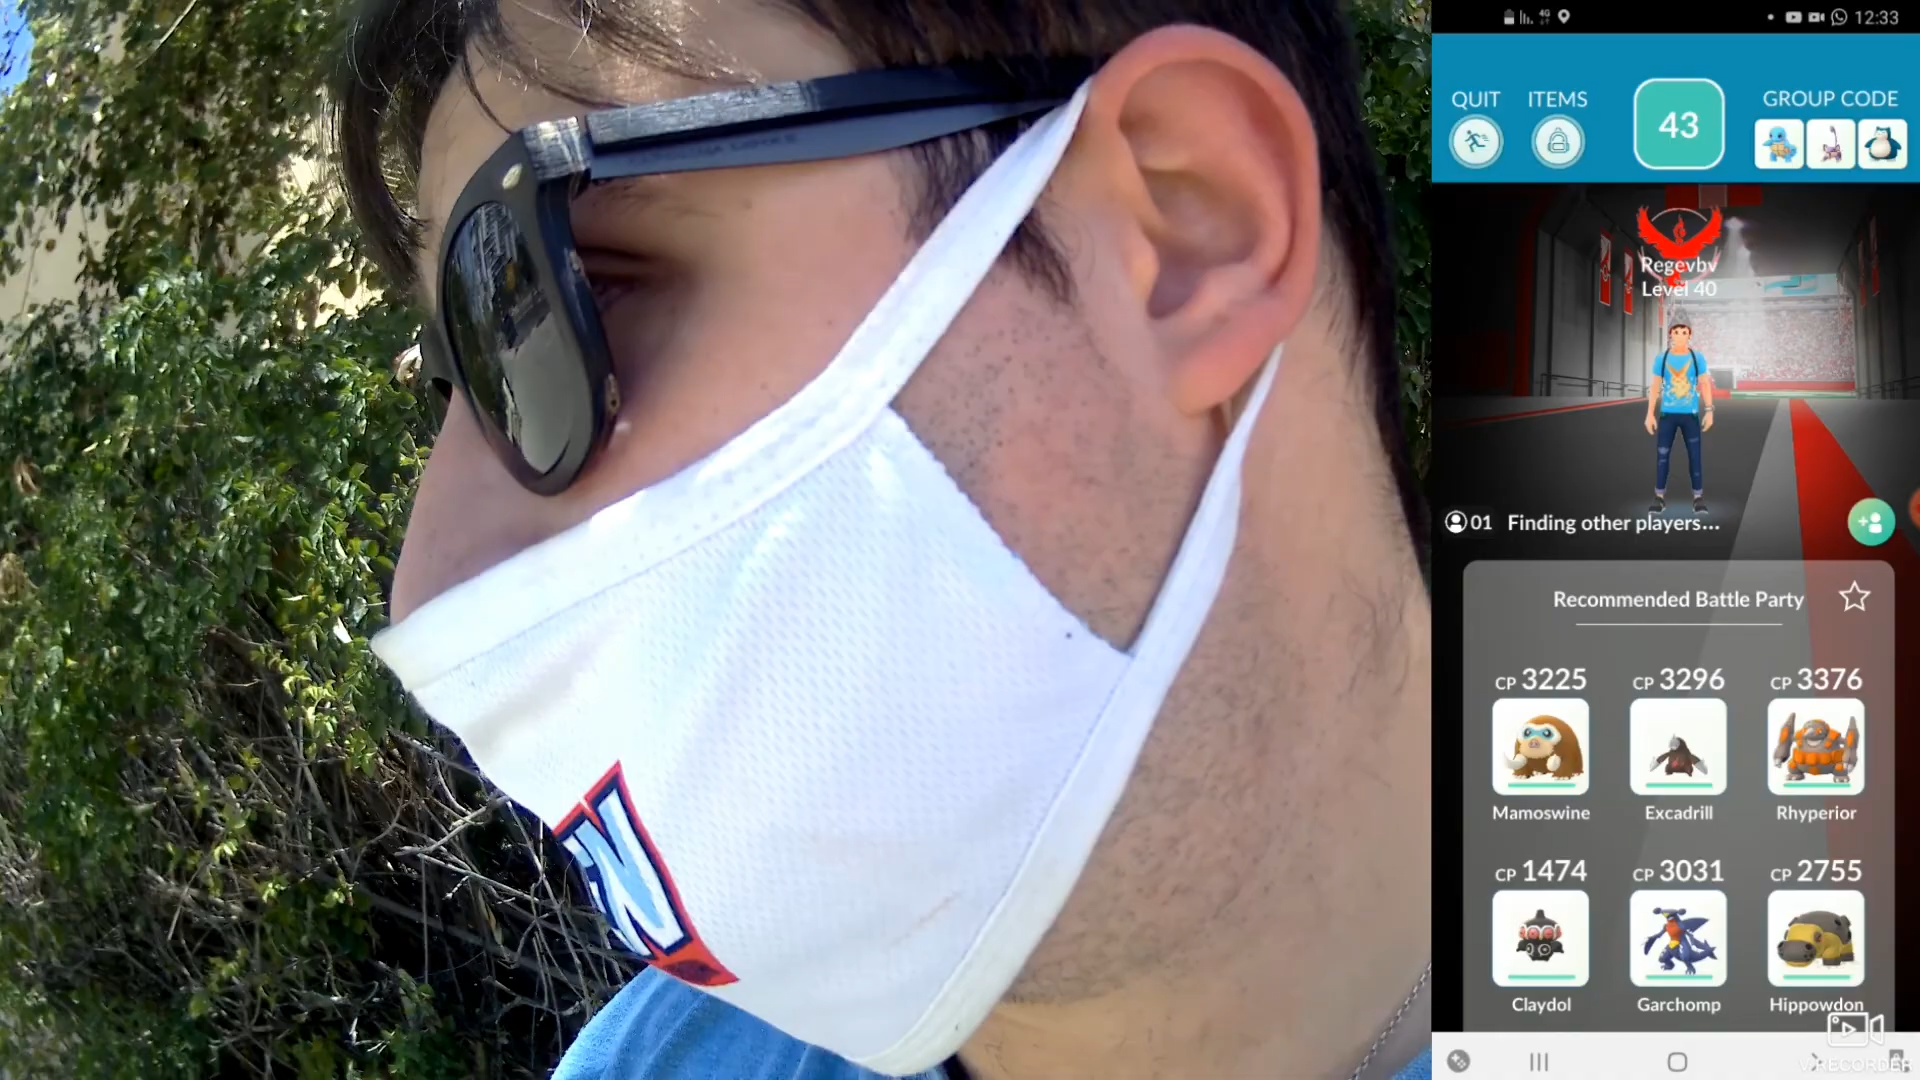 4G
12:33
QUIT
ITEMS
43
GROUP CODE
Regevbv
Level 40
01
Finding other players...
Recommended Battle Party
CP 3225
CP 3296
CP 3376
Mamoswine
Excadrill
Rhyperior
CP 1474
CP 3031
CP 2755
Claydol
Garchomp
Hippowdon
N